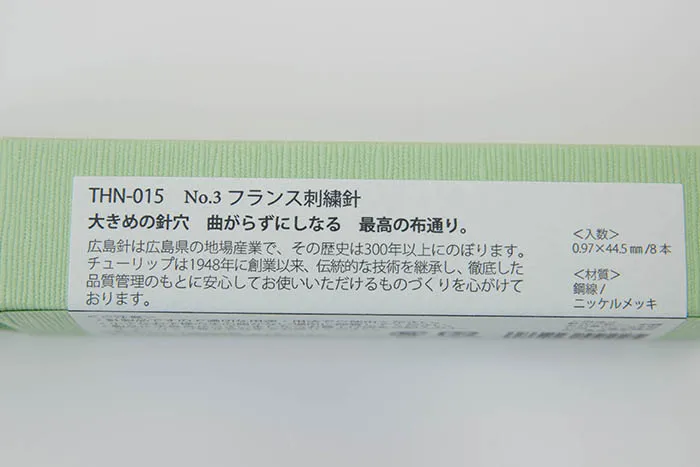 THN-015 No.3 フランス刺繍針
大きめの針穴 曲がらずにしなる 最高の布通り。
広島針は広島県の地場産業で、その歴史は300年以上にのぼります。
チューリップは1948年に創業以来、伝統的な技術を継承し、徹底した
品質管理のもとに安心してお使いいただけるものづくりを心がけて
おります。
<入数>
0.97×44.5 mm/8 本
<材質>
鋼線 /
ニッケルメッキ